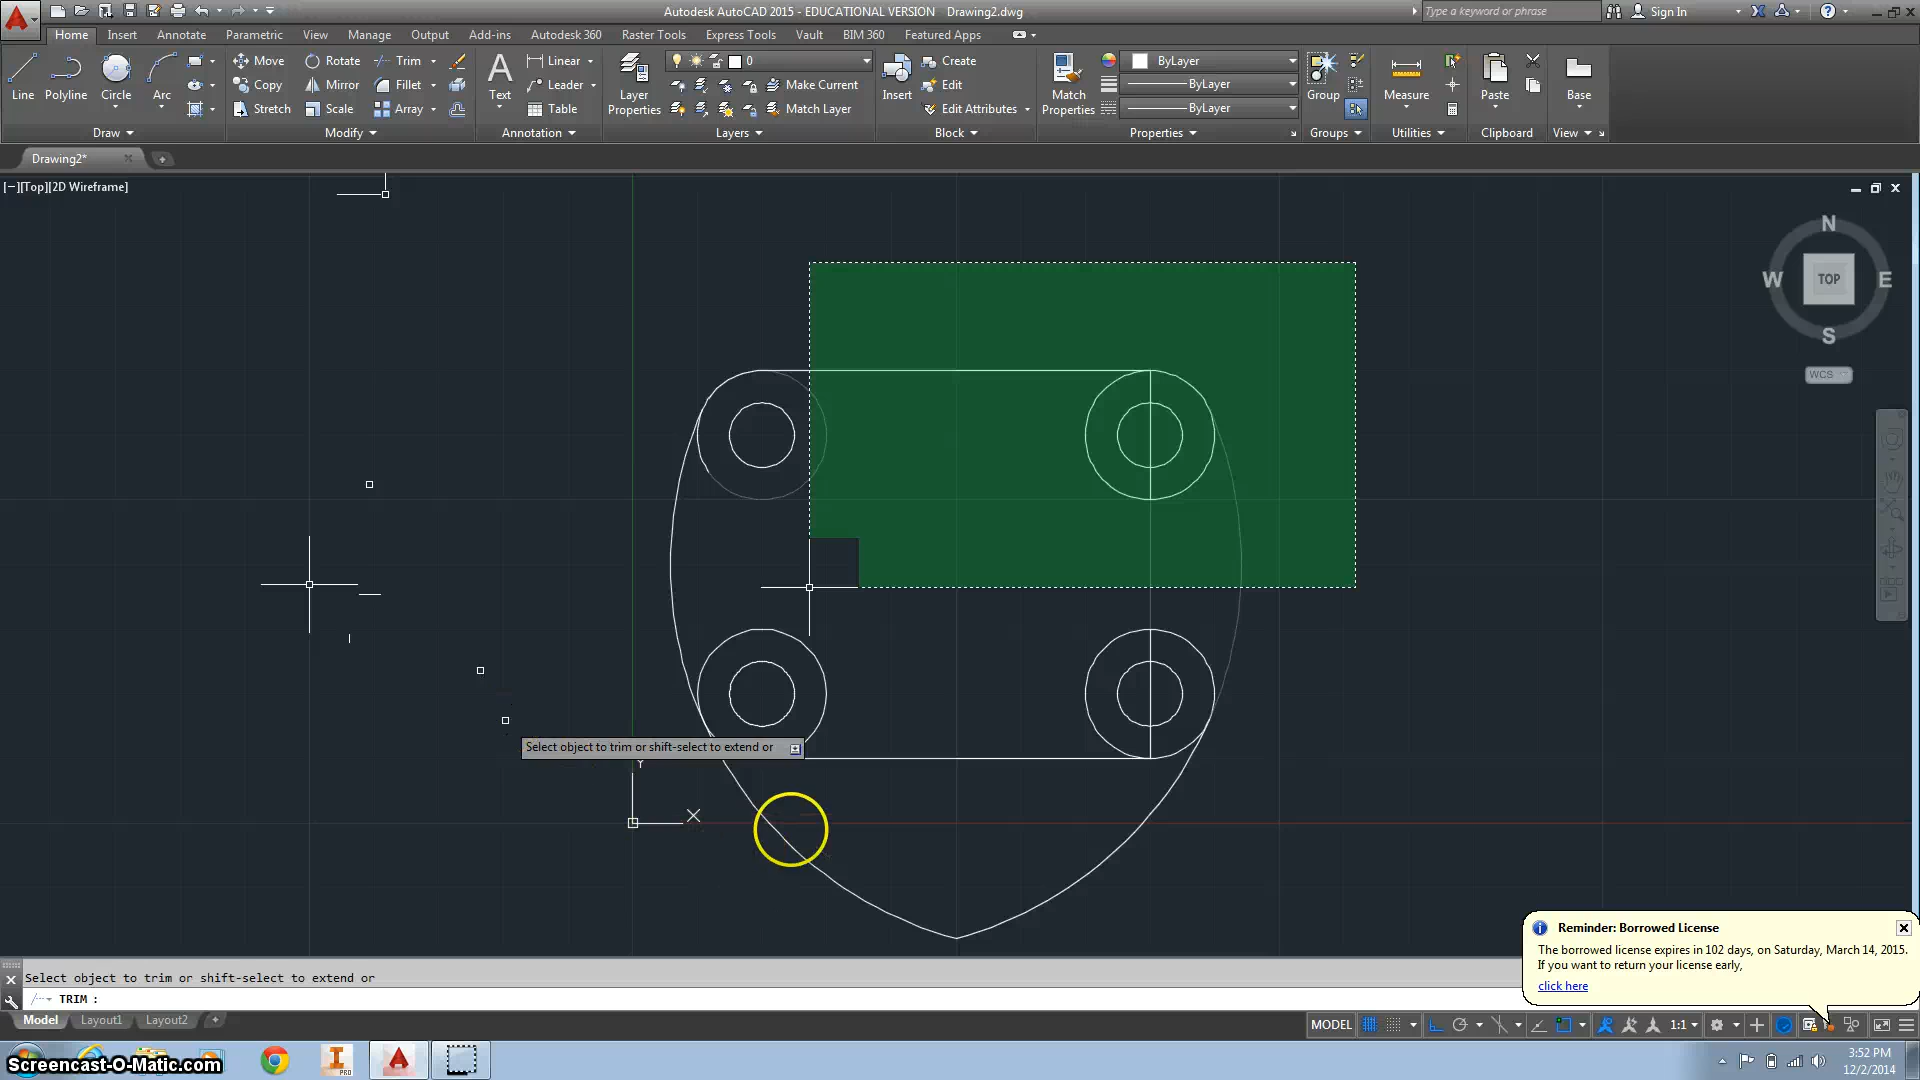 Autodesk AutoCAD 2015 - EDUCATIONAL VERSION Drawing2.dwg
Type a keyword or phrase
Sign In
Home Insert Annotate Parametric View Manage Output Add-ins Autodesk 360 Raster Tools Express Tools Vault BIM 360 Featured Apps
Line Polyline Circle Arc
Draw
Move Rotate Trim
Copy Mirror Fillet
Stretch Scale Array
Modify
Text
Linear
Leader
Table
Annotation
Layer Properties
0
Make Current
Match Layer
Layers
Insert
Create
Edit
Edit Attributes
Block
Match Properties
ByLayer
ByLayer
ByLayer
Properties
Group
Groups
Measure
Utilities
Paste
Clipboard
Base
View
Drawing2*
[−][Top][2D Wireframe]
N
W TOP E
S
WCS
Select object to trim or shift-select to extend or
Y
X
Reminder: Borrowed License
The borrowed license expires in 102 days, on Saturday, March 14, 2015.
If you want to return your license early,
click here
Select object to trim or shift-select to extend or
TRIM :
Model Layout1 Layout2
MODEL
1:1
PRO
Screencast-O-Matic.com
3:52 PM
12/2/2014